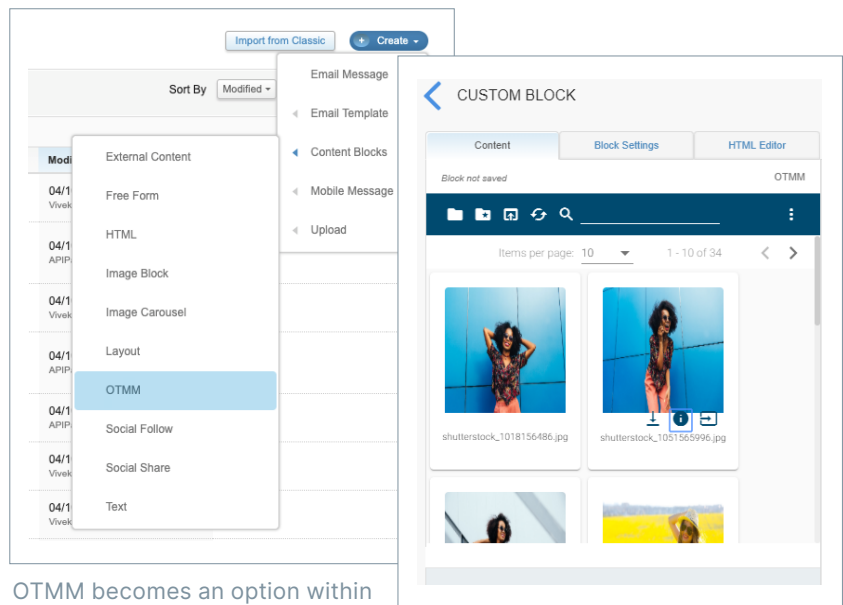 Import from Classic
Create
Sort By
Modified
Email Message
Email Template
Content Blocks
Mobile Message
Upload
Modi
04/1
Vivek
04/1
APIP
04/1
Vivek
04/1
APIP
04/1
APIP
04/1
Vivek
04/1
Vivek
External Content
Free Form
HTML
Image Block
Image Carousel
Layout
OTMM
Social Follow
Social Share
Text
OTMM becomes an option within
CUSTOM BLOCK
Content
Block Settings
HTML Editor
Block not saved
OTMM
Items per page: 10
1 - 10 of 34
shutterstock_1018156486.jpg
shutterstock_1051565996.jpg